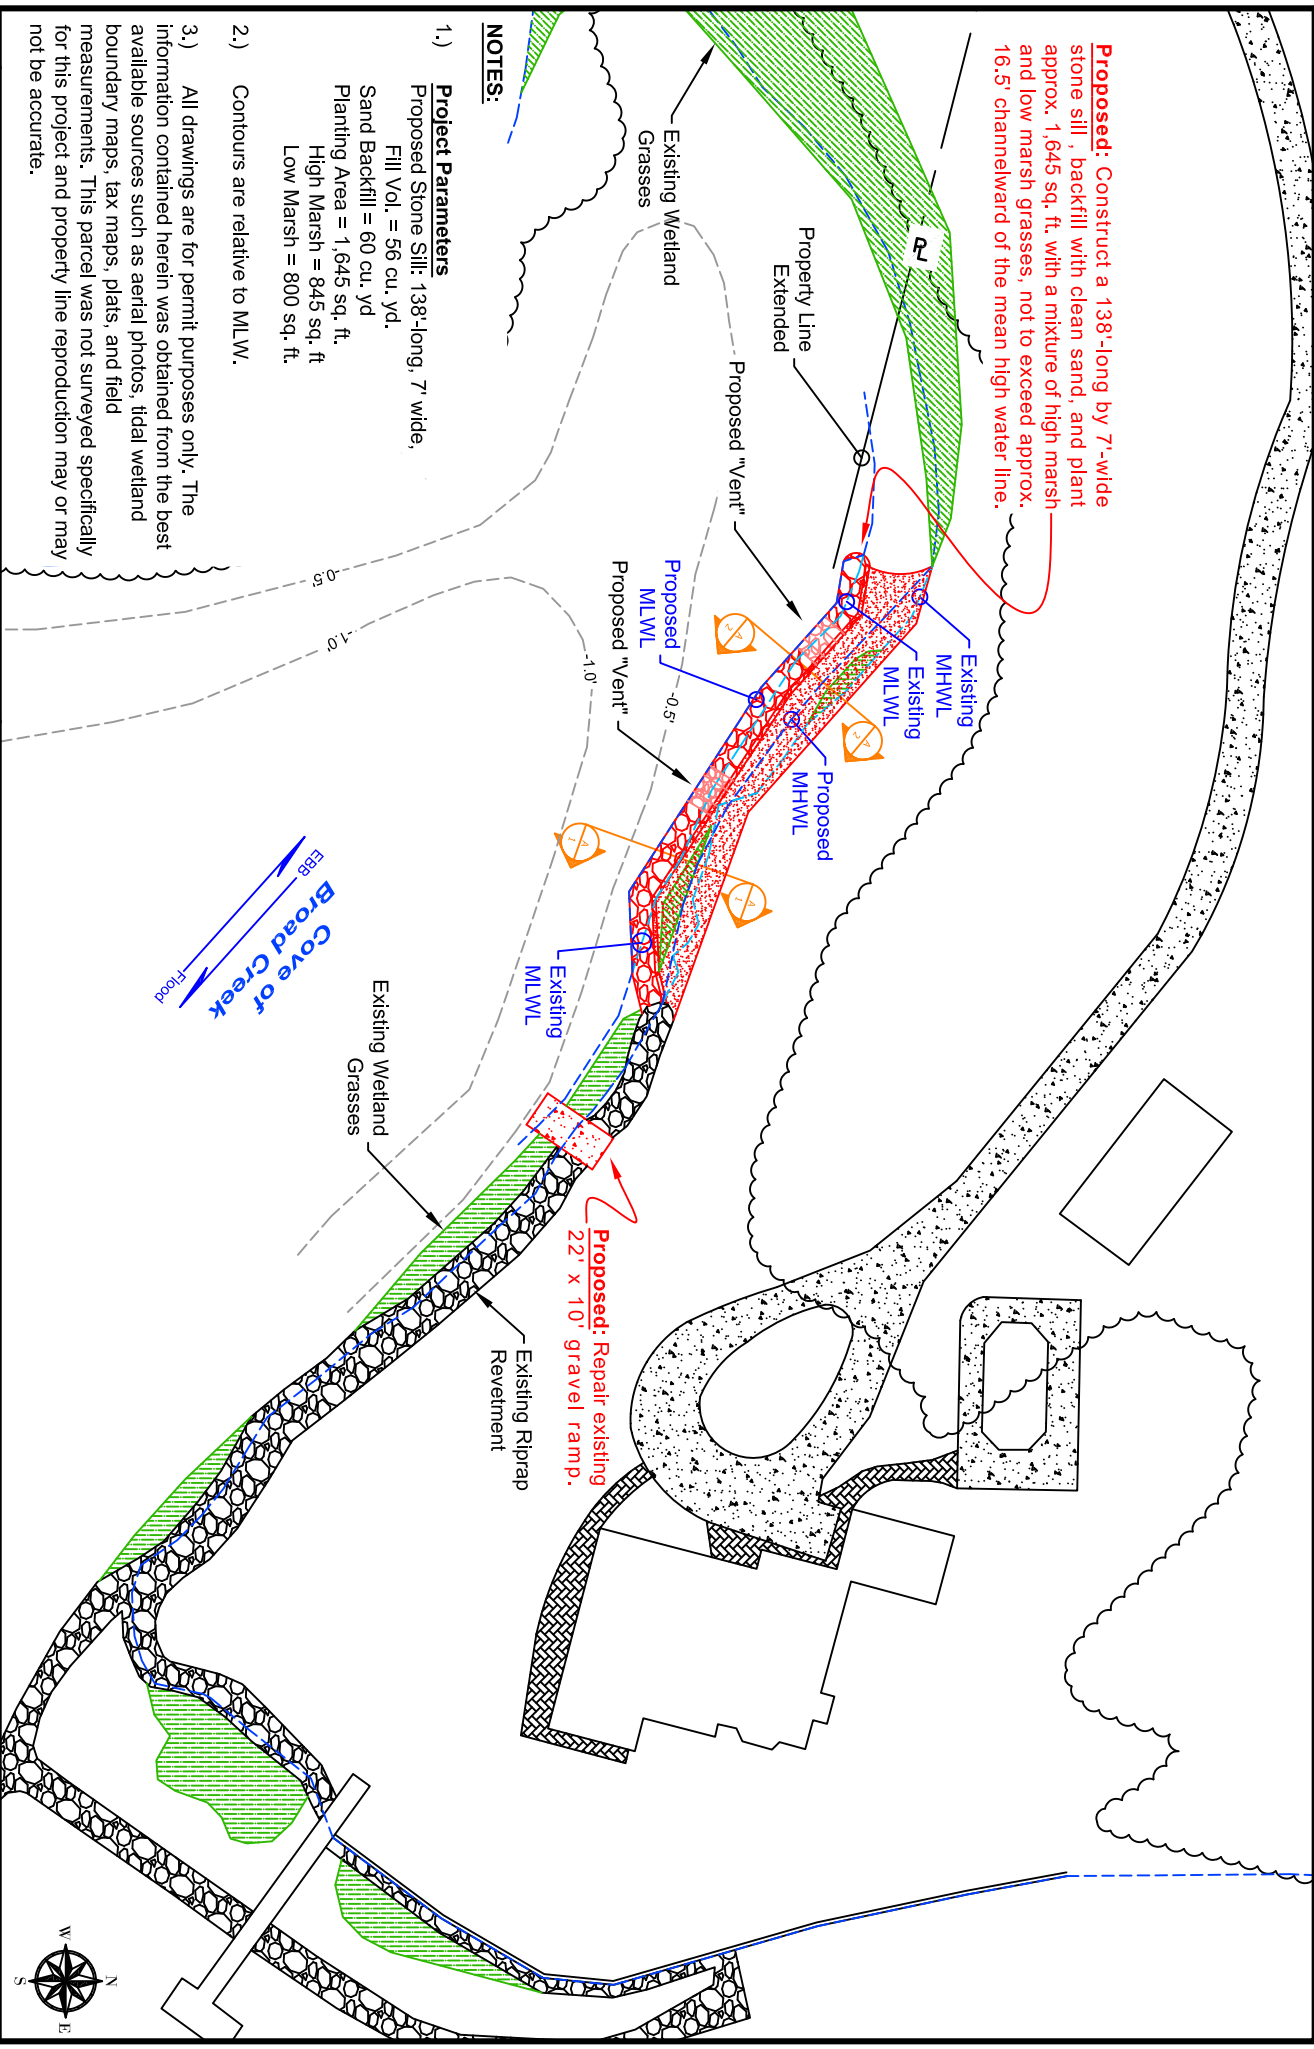 Proposed: Construct a 138'-long by 7'-wide
stone sill , backfill with clean sand, and plant
approx. 1,645 sq. ft. with a mixture of high marsh
and low marsh grasses, not to exceed approx.
16.5' channelward of the mean high water line.
PL
Existing Wetland
Grasses
Property Line
Extended
Proposed "Vent"
Proposed "Vent"
Proposed
MLWL
Existing
MHWL
Existing
MLWL
Proposed
MHWL
Existing
MLWL
A
2
A
2
A
1
A
1
-0.5'
-1.0'
-1.0'
-0.5'
EBB
Flood
Cove of
Broad Creek
Existing Wetland
Grasses
Proposed: Repair existing
22' x 10' gravel ramp.
Existing Riprap
Revetment
NOTES:
1.) Project Parameters
Proposed Stone Sill: 138'-long, 7' wide,
Fill Vol. = 56 cu. yd.
Sand Backfill = 60 cu. yd
Planting Area = 1,645 sq. ft.
High Marsh = 845 sq. ft
Low Marsh = 800 sq. ft.
2.) Contours are relative to MLW.
3.) All drawings are for permit purposes only. The
information contained herein was obtained from the best
available sources such as aerial photos, tidal wetland
boundary maps, tax maps, plats, and field
measurements. This parcel was not surveyed specifically
for this project and property line reproduction may or may
not be accurate.
N
W
E
S